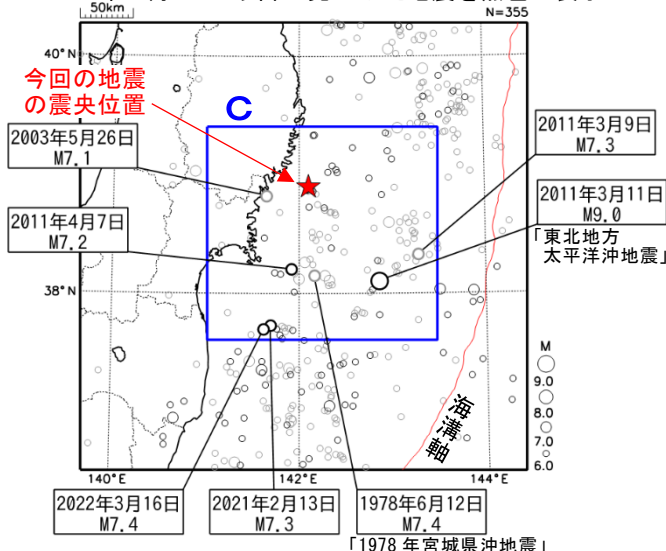 50km
N=355
40°N
今回の地震
の震央位置
C
2003年5月26日
M7.1
2011年3月9日
M7.3
2011年3月11日
M9.0
「東北地方
太平洋沖地震」
2011年4月7日
M7.2
38°N
M
9.0
8.0
7.0
6.0
海溝軸
140°E
142°E
144°E
2022年3月16日
M7.4
2021年2月13日
M7.3
1978年6月12日
M7.4
「1978年宮城県沖地震」